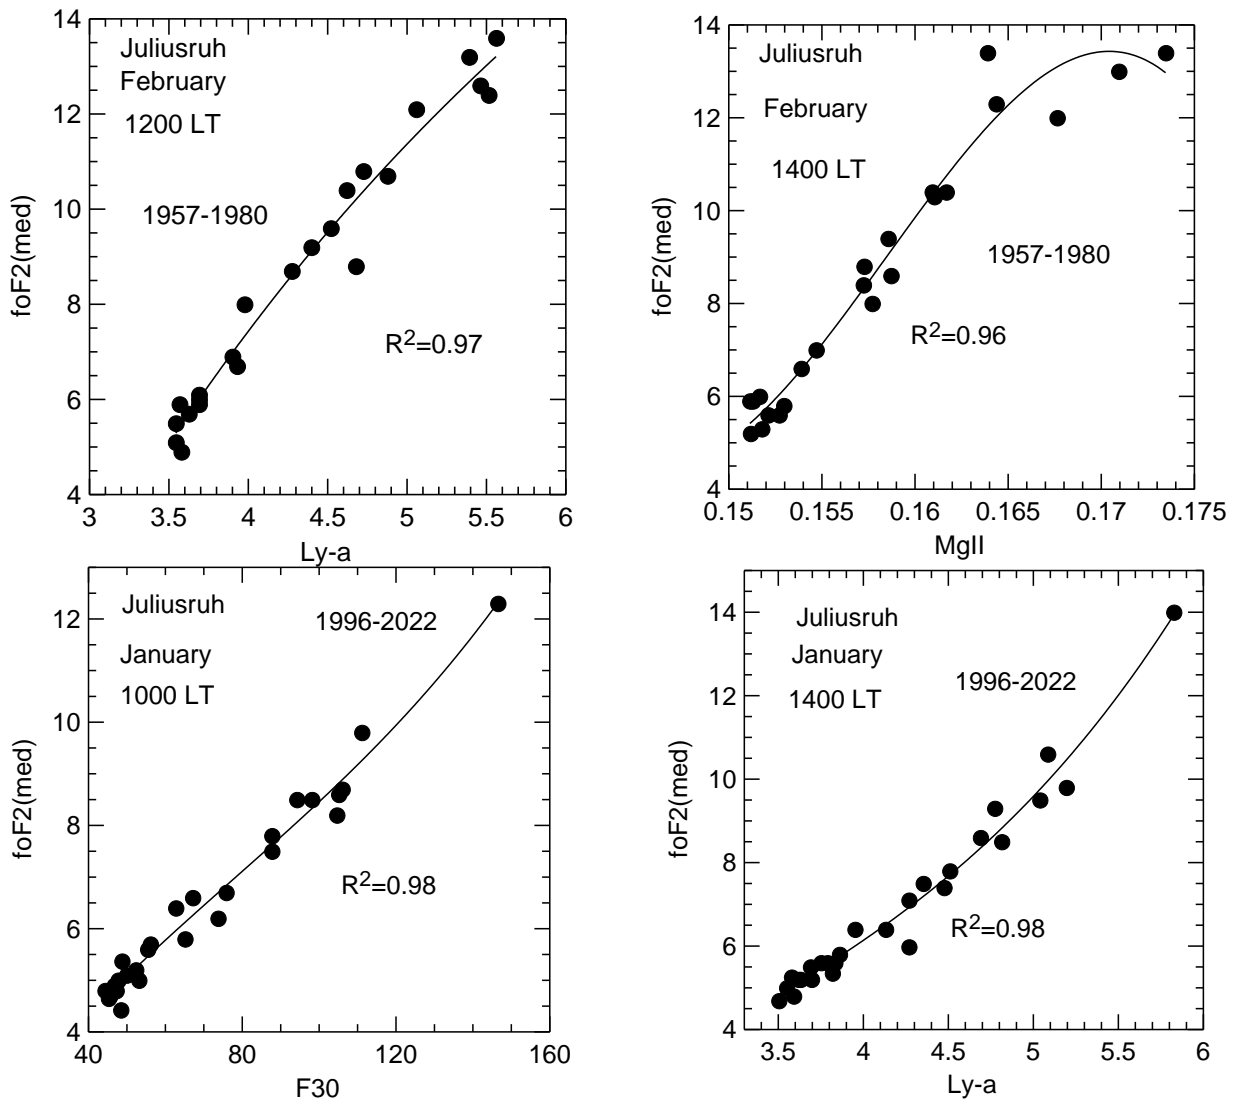 14
12
10
8
6
4
foF2(med)
Juliusruh
February
1200 LT
1957-1980
R2=0.97
3
3.5
4
4.5
5
5.5
6
Ly-a
14
12
10
8
6
4
foF2(med)
Juliusruh
February
1400 LT
1957-1980
R2=0.96
0.15
0.155
0.16
0.165
0.17
0.175
MgII
12
10
8
6
4
foF2(med)
Juliusruh
1996-2022
January
1000 LT
R2=0.98
40
80
120
160
F30
14
12
10
8
6
4
foF2(med)
Juliusruh
January
1996-2022
1400 LT
R2=0.98
3.5
4
4.5
5
5.5
6
Ly-a